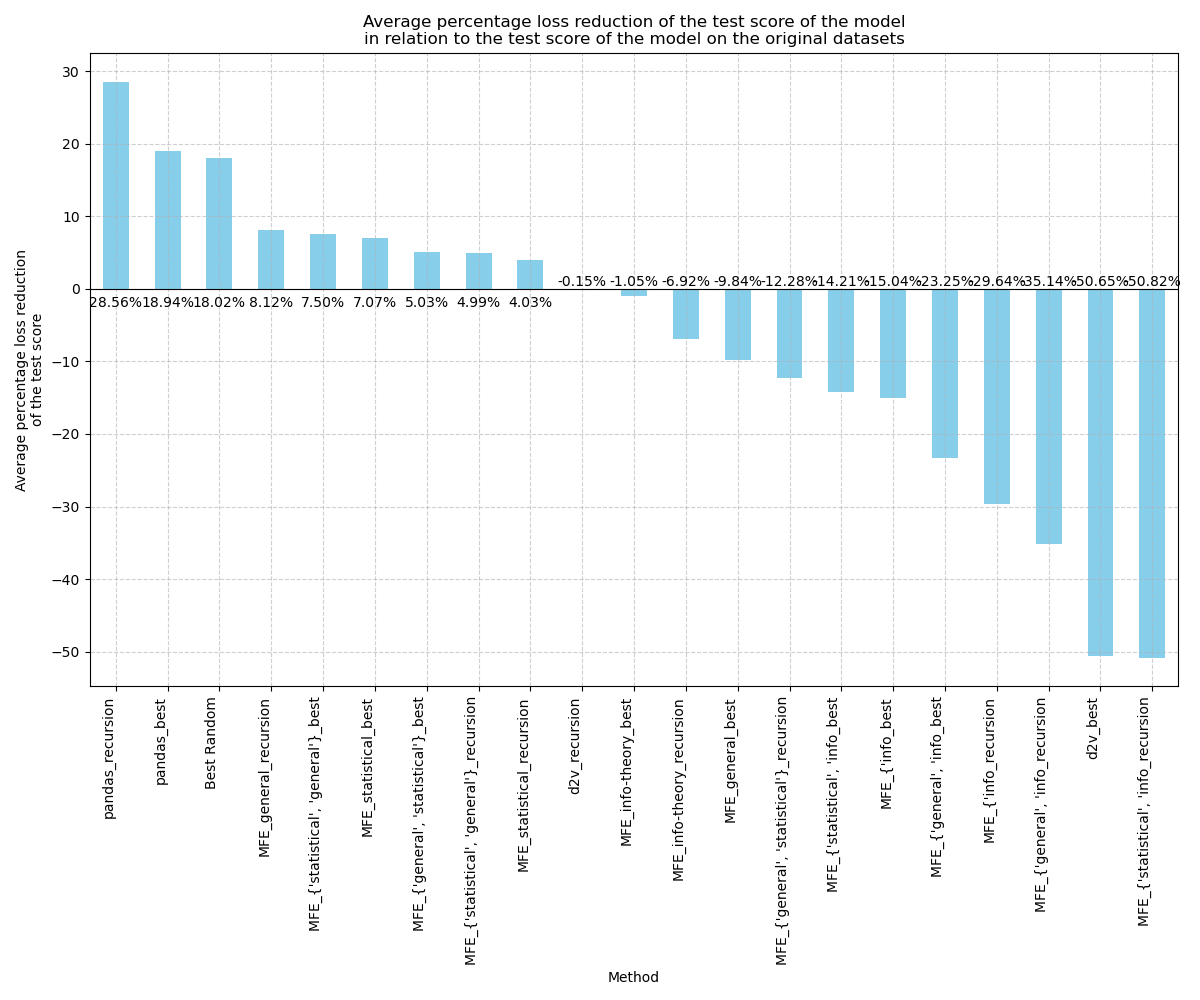 Average percentage loss reduction of the test score of the model
in relation to the test score of the model on the original datasets
Average percentage loss reduction
of the test score
30
20
10
0
−10
−20
−30
−40
−50
28.56%
18.94%
18.02%
8.12%
7.50%
7.07%
5.03%
4.99%
4.03%
-0.15%
-1.05%
-6.92%
-9.84%
-12.28%
-14.21%
-15.04%
-23.25%
-29.64%
-35.14%
-50.65%
-50.82%
pandas_recursion
pandas_best
Best Random
MFE_general_recursion
MFE_{'statistical', 'general'}_best
MFE_statistical_best
MFE_{'general', 'statistical'}_best
MFE_{'statistical', 'general'}_recursion
MFE_statistical_recursion
d2v_recursion
MFE_info-theory_best
MFE_info-theory_recursion
MFE_general_best
MFE_{'general', 'statistical'}_recursion
MFE_{'statistical', 'info_best
MFE_{'info_best
MFE_{'general', 'info_best
MFE_{'info_recursion
MFE_{'general', 'info_recursion
d2v_best
MFE_{'statistical', 'info_recursion
Method